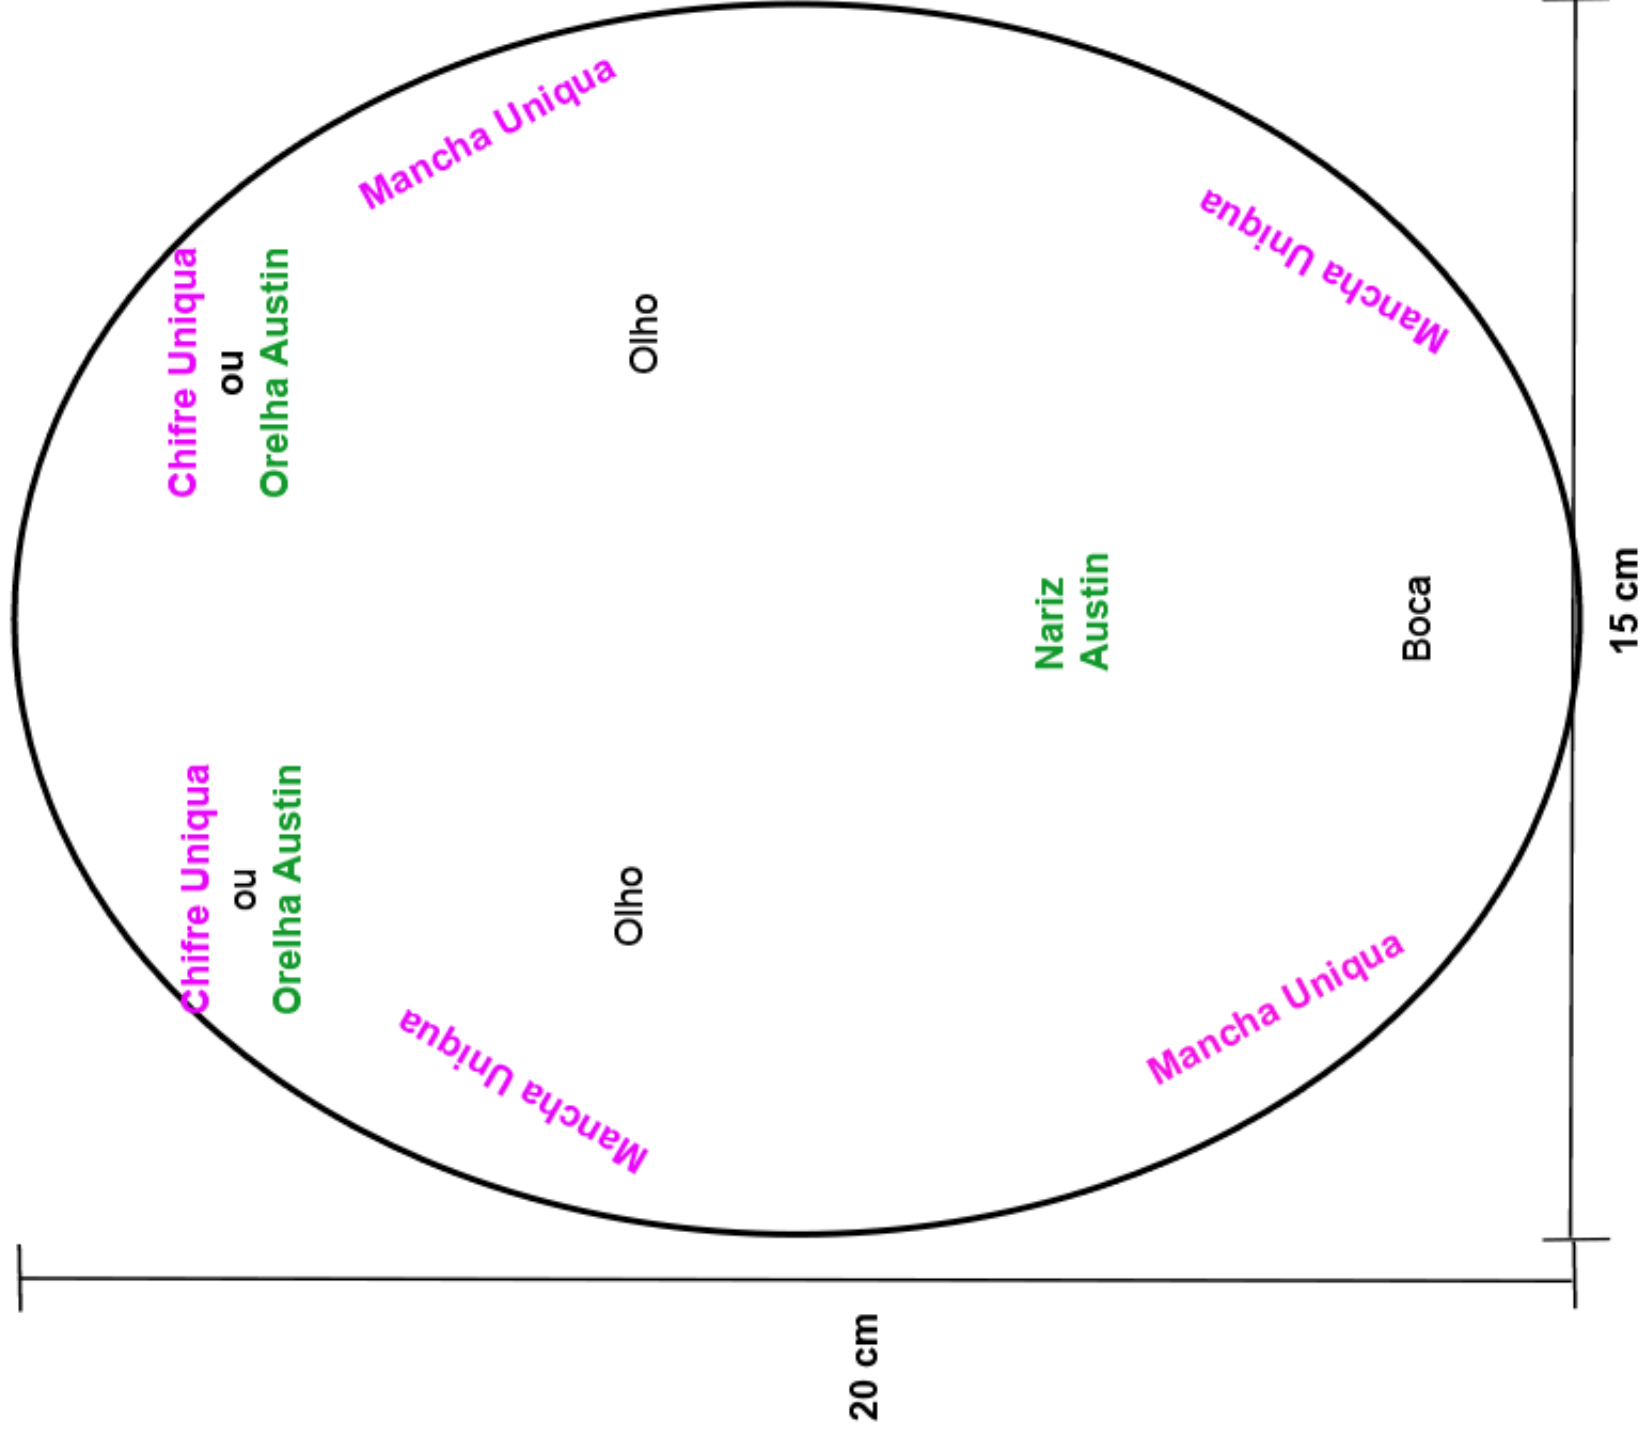 Chifre Uniqua
ou
Orelha Austin
Chifre Uniqua
ou
Orelha Austin
Mancha Uniqua
Mancha Uniqua
Olho
Olho
20 cm
Nariz
Austin
Mancha Uniqua
Mancha Uniqua
Boca
15 cm